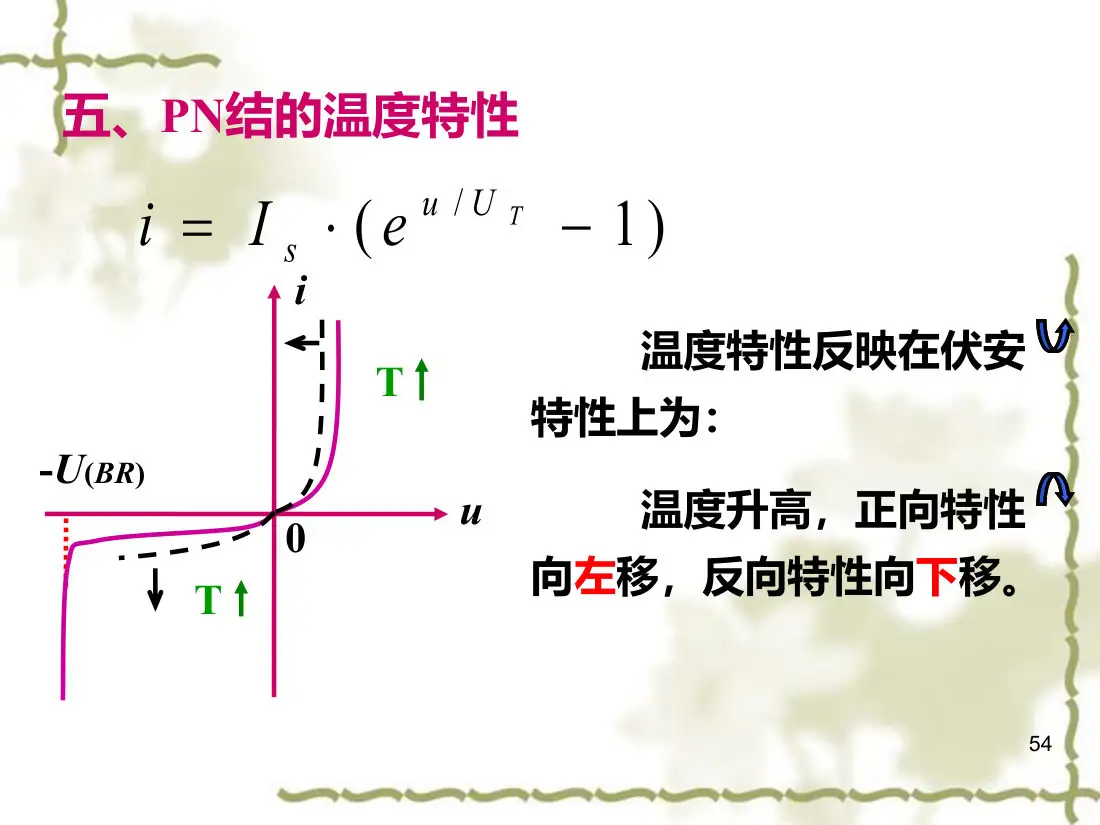 五、PN结的温度特性
i = I_s · (e^{u / U_T} − 1)
i
T
温度特性反映在伏安
特性上为：
-U(BR)
u
0
温度升高，正向特性
向左移，反向特性向下移。
T
54